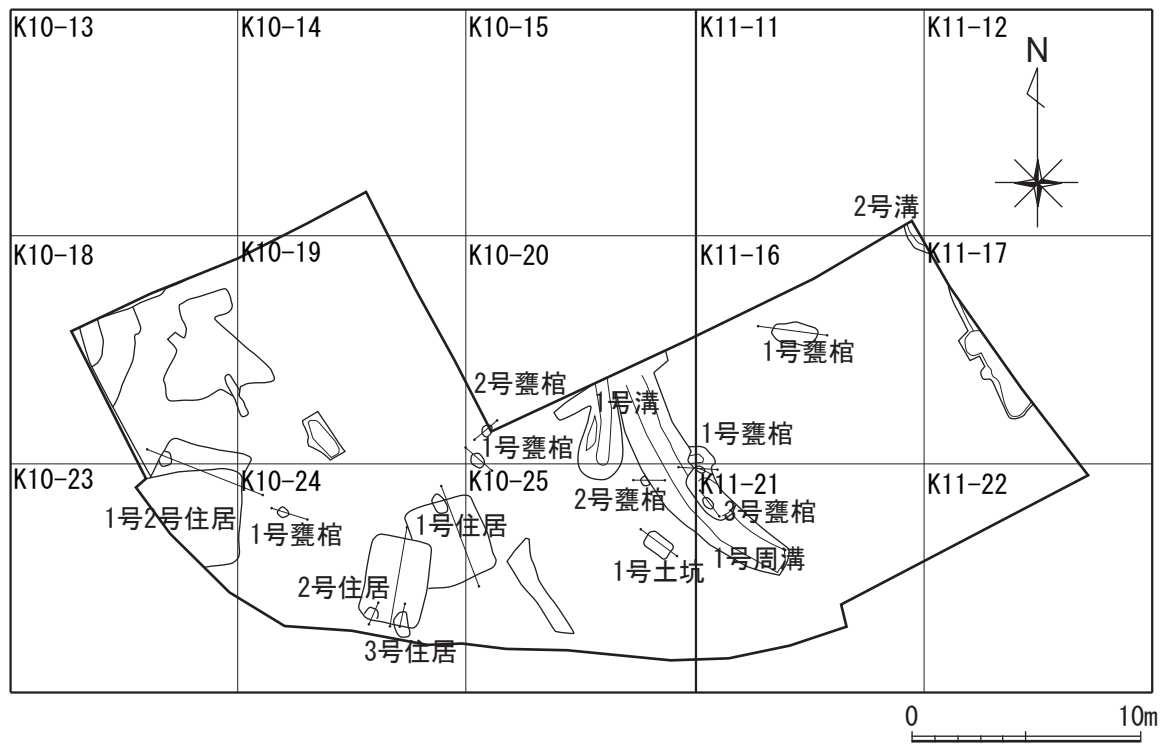 K10-13
K10-14
K10-15
K11-11
K11-12
N
2号溝
K10-18
K10-19
K10-20
K11-16
K11-17
1号甕棺
2号甕棺
1号溝
1号甕棺
1号甕棺
K10-23
K10-24
K10-25
K11-21
K11-22
1号2号住居
1号甕棺
1号住居
2号甕棺
3号甕棺
1号土坑
1号周溝
2号住居
3号住居
0
10m